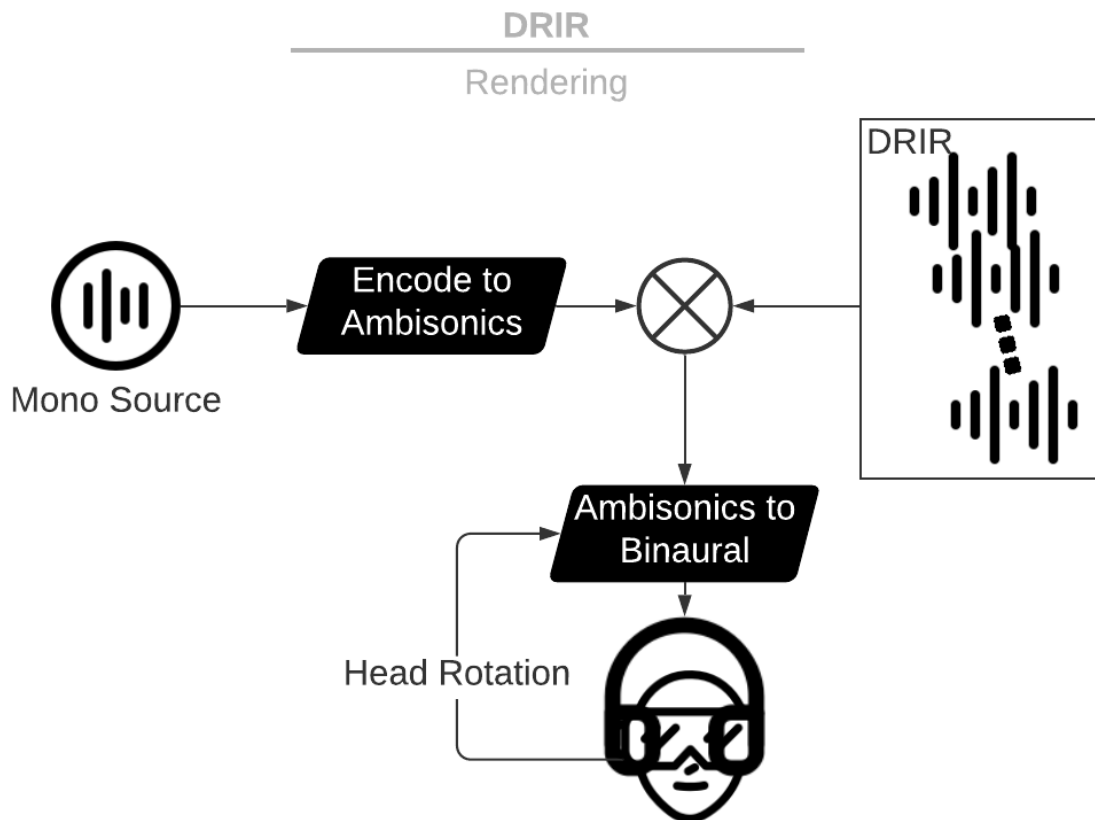 DRIR
Rendering
DRIR
Encode to
Ambisonics
Mono Source
Ambisonics to
Binaural
Head Rotation